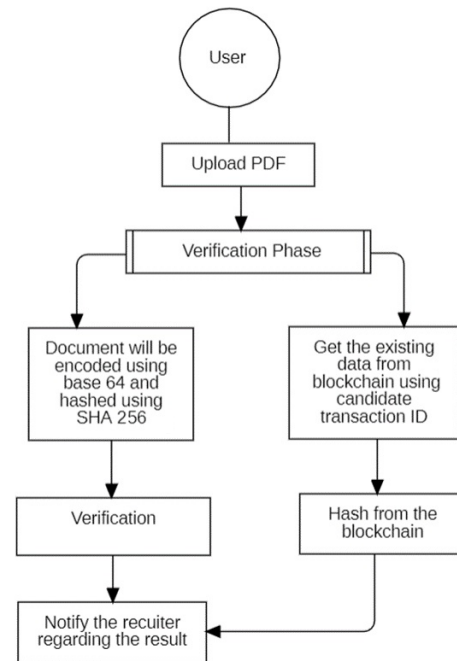 User
Upload PDF
Verification Phase
Document will be
encoded using
base 64 and
hashed using
SHA 256
Get the existing
data from
blockchain using
candidate
transaction ID
Verification
Hash from the
blockchain
Notify the recuiter
regarding the result